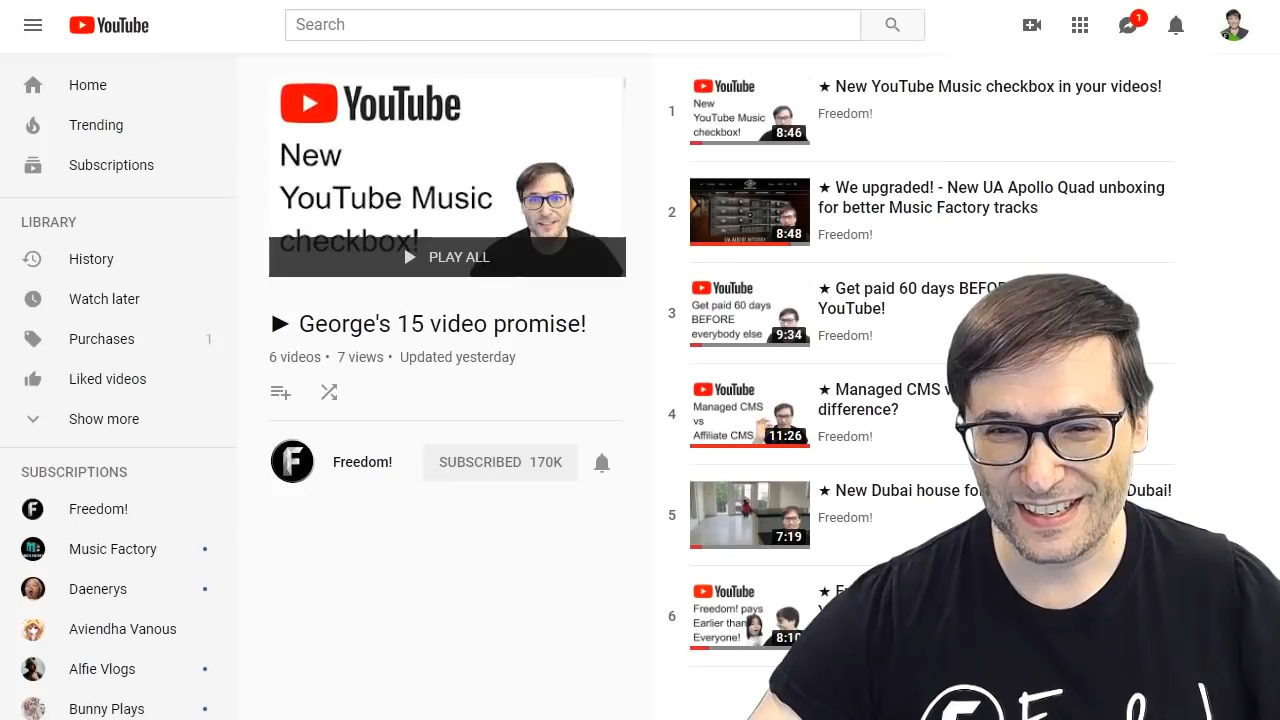 YouTube
Search
1
Home
Trending
Subscriptions
LIBRARY
History
Watch later
Purchases 1
Liked videos
Show more
SUBSCRIPTIONS
Freedom!
Music Factory
Daenerys
Aviendha Vanous
Alfie Vlogs
Bunny Plays
YouTube
New
YouTube Music
checkbox!
PLAY ALL
► George's 15 video promise!
6 videos • 7 views • Updated yesterday
F Freedom! SUBSCRIBED 170K
1
YouTube
New
YouTube Music
checkbox!
8:46
★ New YouTube Music checkbox in your videos!
Freedom!
2
8:48
★ We upgraded! - New UA Apollo Quad unboxing
for better Music Factory tracks
Freedom!
3
YouTube
Get paid 60 days
BEFORE
everybody else
9:34
★ Get paid 60 days
YouTube!
Freedom!
4
YouTube
Managed CMS
vs
Affiliate CMS
11:26
★ Managed CMS
difference?
Freedom!
5
7:19
★ New Dubai house
Dubai!
Freedom!
6
YouTube
Freedom! pays
Earlier than
Everyone!
★